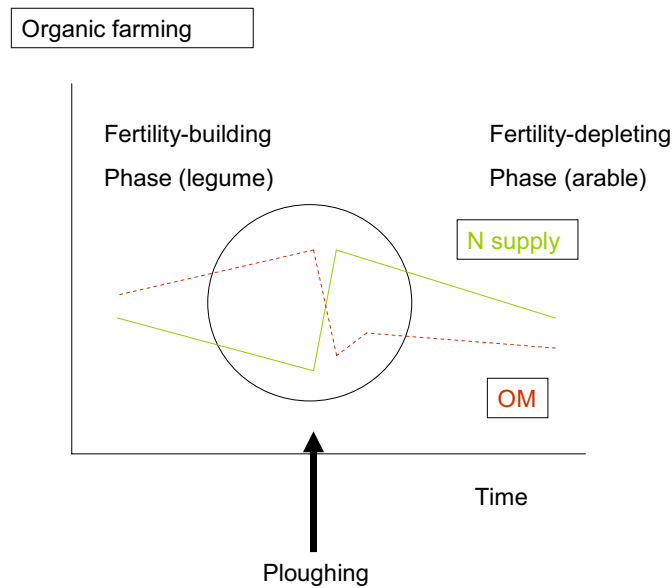 Organic farming
Fertility-building
Phase (legume)
Fertility-depleting
Phase (arable)
N supply
OM
Time
Ploughing